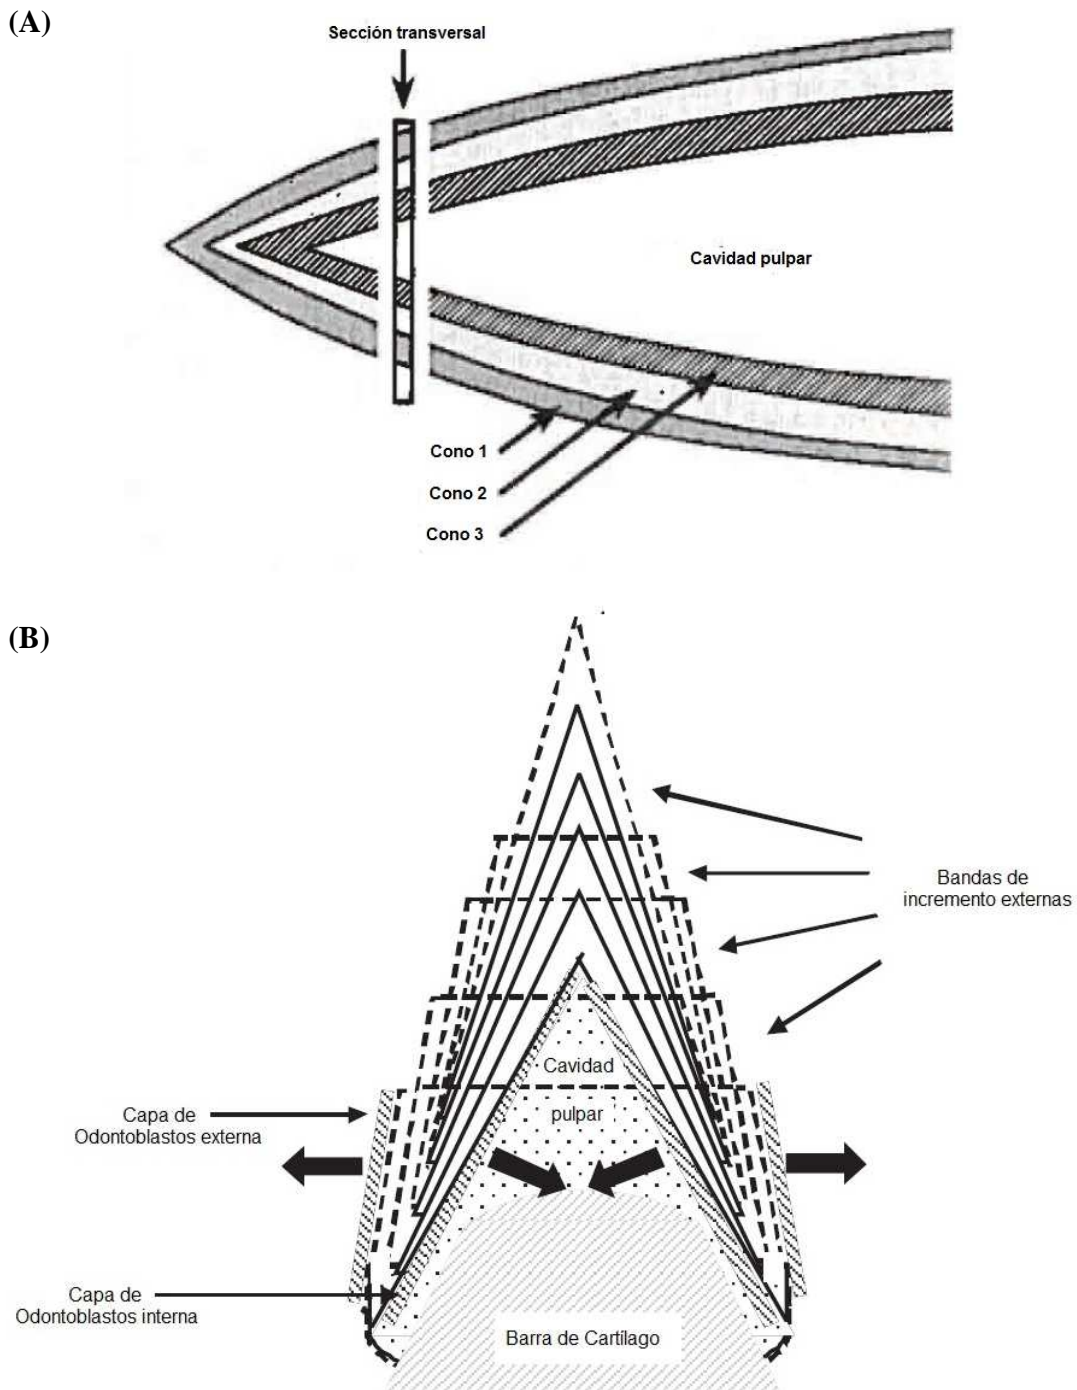 (A)
Sección transversal
Cavidad pulpar
Cono 1
Cono 2
Cono 3
(B)
Bandas de
incremento externas
Cavidad
pulpar
Capa de
Odontoblastos externa
Capa de
Odontoblastos interna
Barra de Cartílago